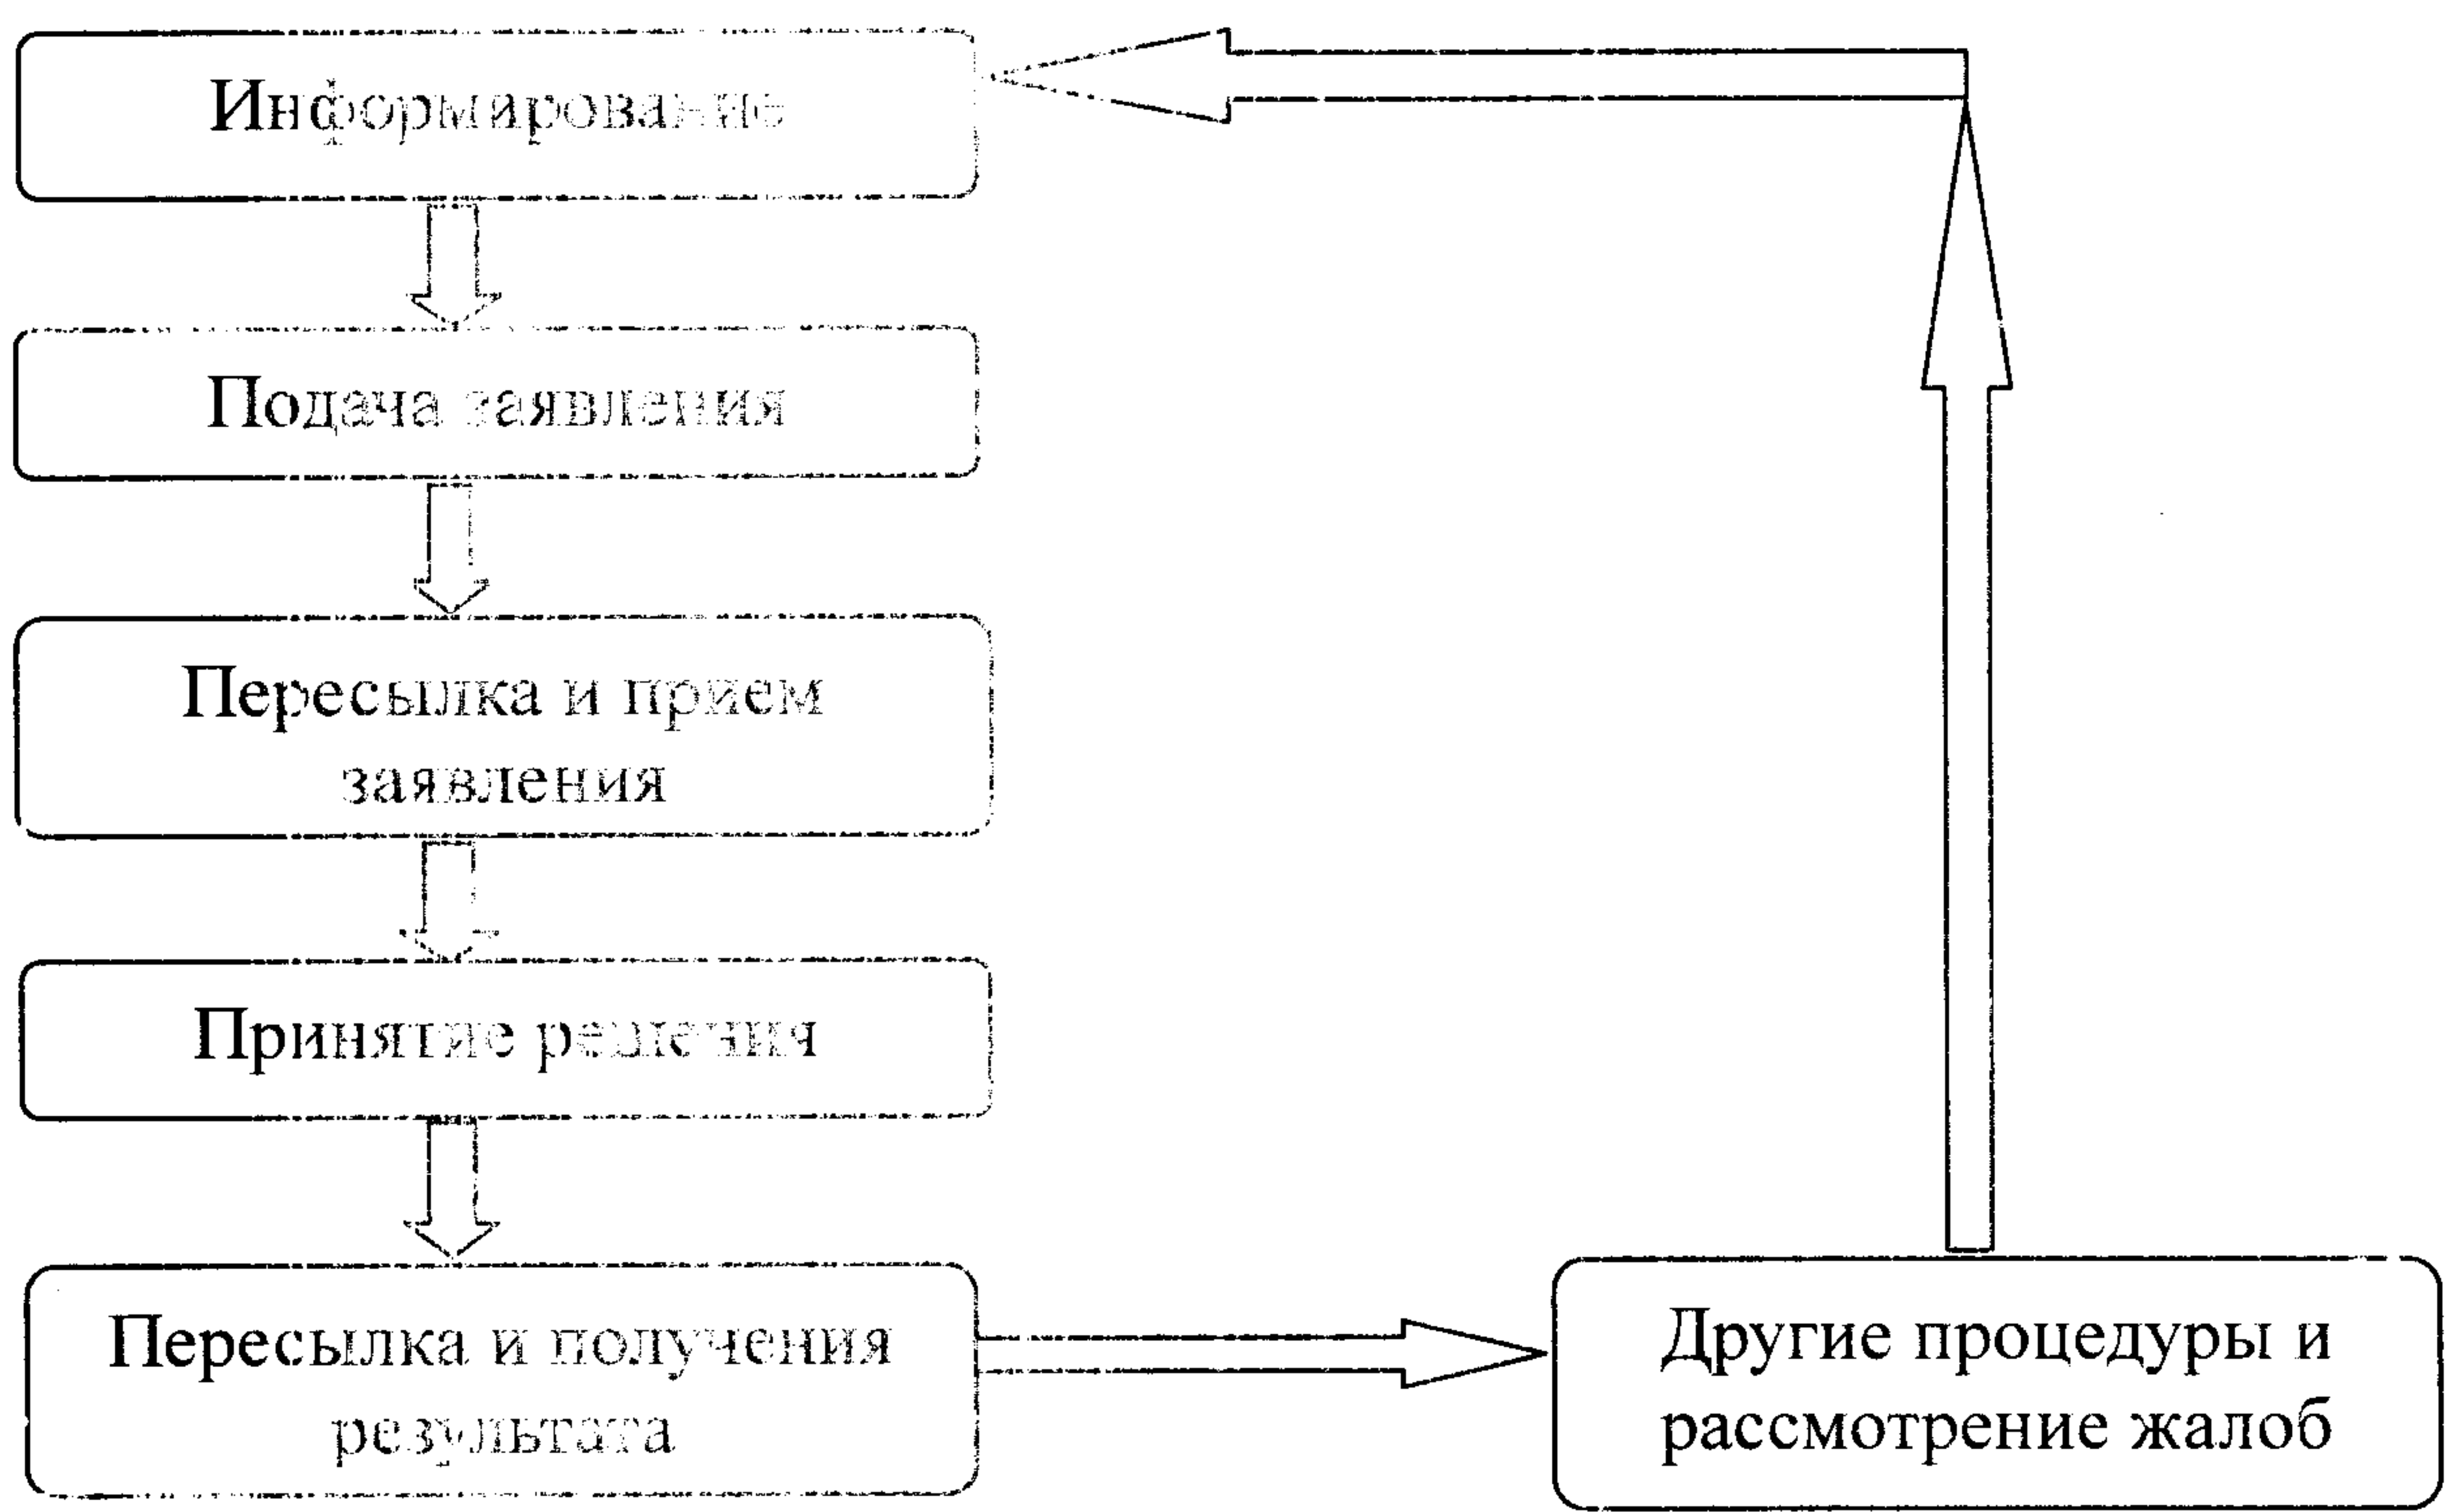 Информирование
Подача заявления
Пересылка и прием
заявления
Принятие решения
Пересылка и получения
результата
Другие процедуры и
рассмотрение жалоб